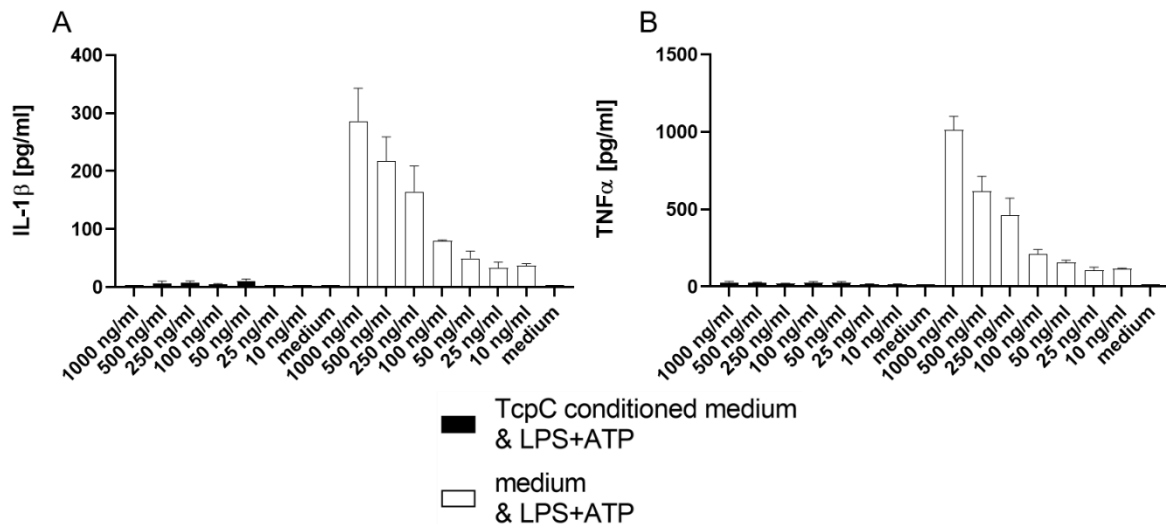 A
IL-1β [pg/ml]
400
300
200
100
0
1000 ng/ml
500 ng/ml
250 ng/ml
100 ng/ml
50 ng/ml
25 ng/ml
10 ng/ml
medium
1000 ng/ml
500 ng/ml
250 ng/ml
100 ng/ml
50 ng/ml
25 ng/ml
10 ng/ml
medium
B
TNFα [pg/ml]
1500
1000
500
0
1000 ng/ml
500 ng/ml
250 ng/ml
100 ng/ml
50 ng/ml
25 ng/ml
10 ng/ml
medium
1000 ng/ml
500 ng/ml
250 ng/ml
100 ng/ml
50 ng/ml
25 ng/ml
10 ng/ml
medium
TcpC conditioned medium
& LPS+ATP
medium
& LPS+ATP